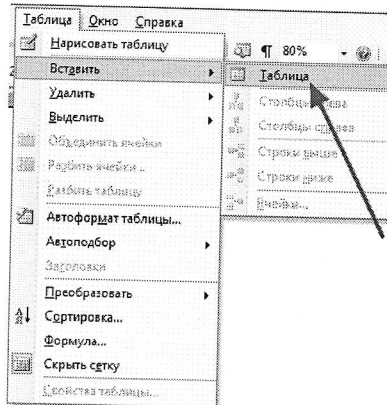 Таблица Окно Справка
80%
Нарисовать таблицу
Вставить
Удалить
Выделить
Объединить ячейки
Разбить ячейки...
Разбить таблицу
Автоформат таблицы...
Автоподбор
Заголовки
Преобразовать
Сортировка...
Формула...
Скрыть сетку
Свойства таблицы...
Таблица
Столбцы слева
Столбцы справа
Строки выше
Строки ниже
Ячейки...